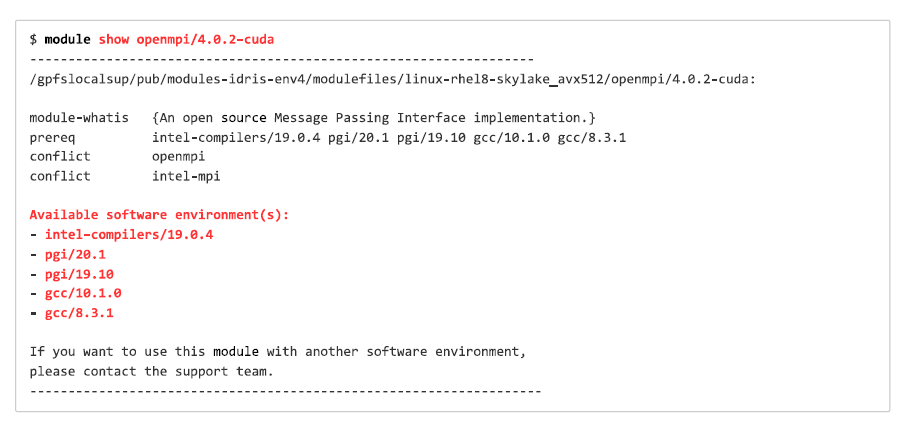 $ module show openmpi/4.0.2-cuda
------------------------------------------------------------------
/gpfslocalsup/pub/modules-idris-env4/modulefiles/linux-rhel8-skylake_avx512/openmpi/4.0.2-cuda:
module-whatis   {An open source Message Passing Interface implementation.}
prereq          intel-compilers/19.0.4 pgi/20.1 pgi/19.10 gcc/10.1.0 gcc/8.3.1
conflict        openmpi
conflict        intel-mpi
Available software environment(s):
- intel-compilers/19.0.4
- pgi/20.1
- pgi/19.10
- gcc/10.1.0
- gcc/8.3.1
If you want to use this module with another software environment,
please contact the support team.
-------------------------------------------------------------------